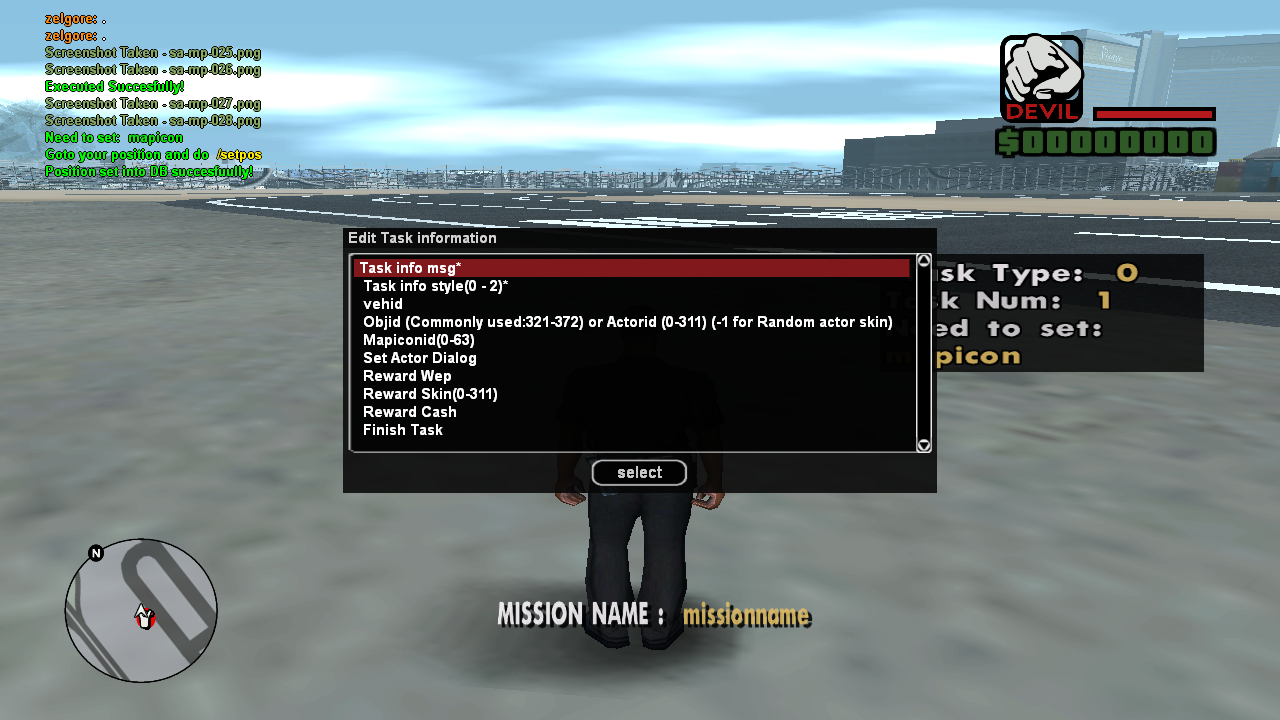 zelgore: .
zelgore: .
Screenshot Taken - sa-mp-025.png
Screenshot Taken - sa-mp-026.png
Executed Succesfully!
Screenshot Taken - sa-mp-027.png
Screenshot Taken - sa-mp-028.png
Need to set: mapicon
Goto your position and do /setpos
Position set into DB succesfuully!
DEVIL
$00000000
Edit Task information
Task info msg*
Task info style(0 - 2)*
vehid
Objid (Commonly used:321-372) or Actorid (0-311) (-1 for Random actor skin)
Mapiconid(0-63)
Set Actor Dialog
Reward Wep
Reward Skin(0-311)
Reward Cash
Finish Task
select
Task Type: 0
Task Num: 1
Need to set:
mapicon
N
MISSION NAME : missionname